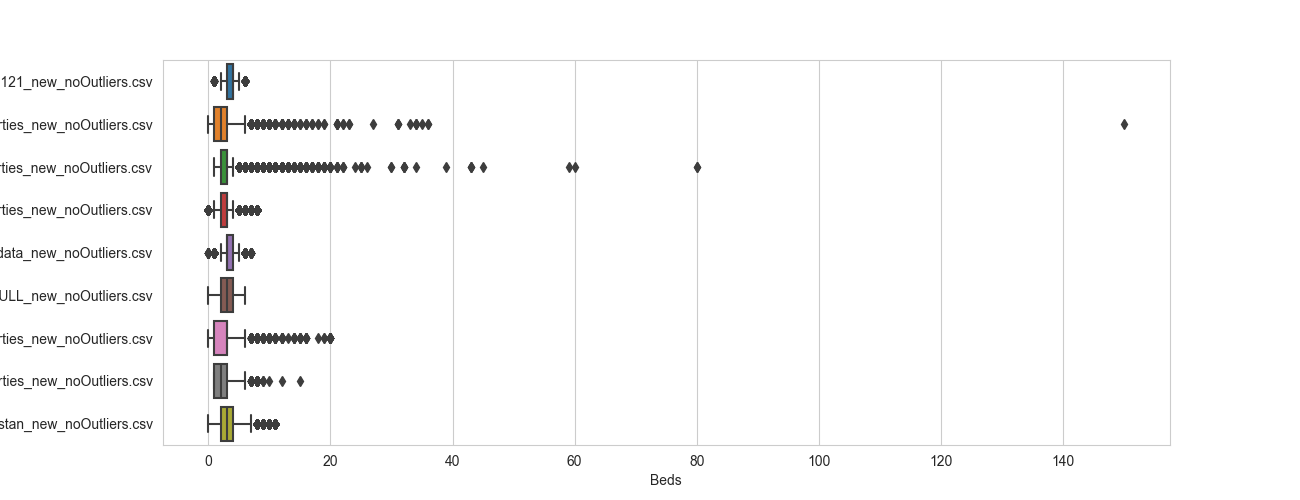 121_new_noOutliers.csv
rties_new_noOutliers.csv
rties_new_noOutliers.csv
rties_new_noOutliers.csv
data_new_noOutliers.csv
ULL_new_noOutliers.csv
rties_new_noOutliers.csv
rties_new_noOutliers.csv
stan_new_noOutliers.csv
0 20 40 60 80 100 120 140
Beds